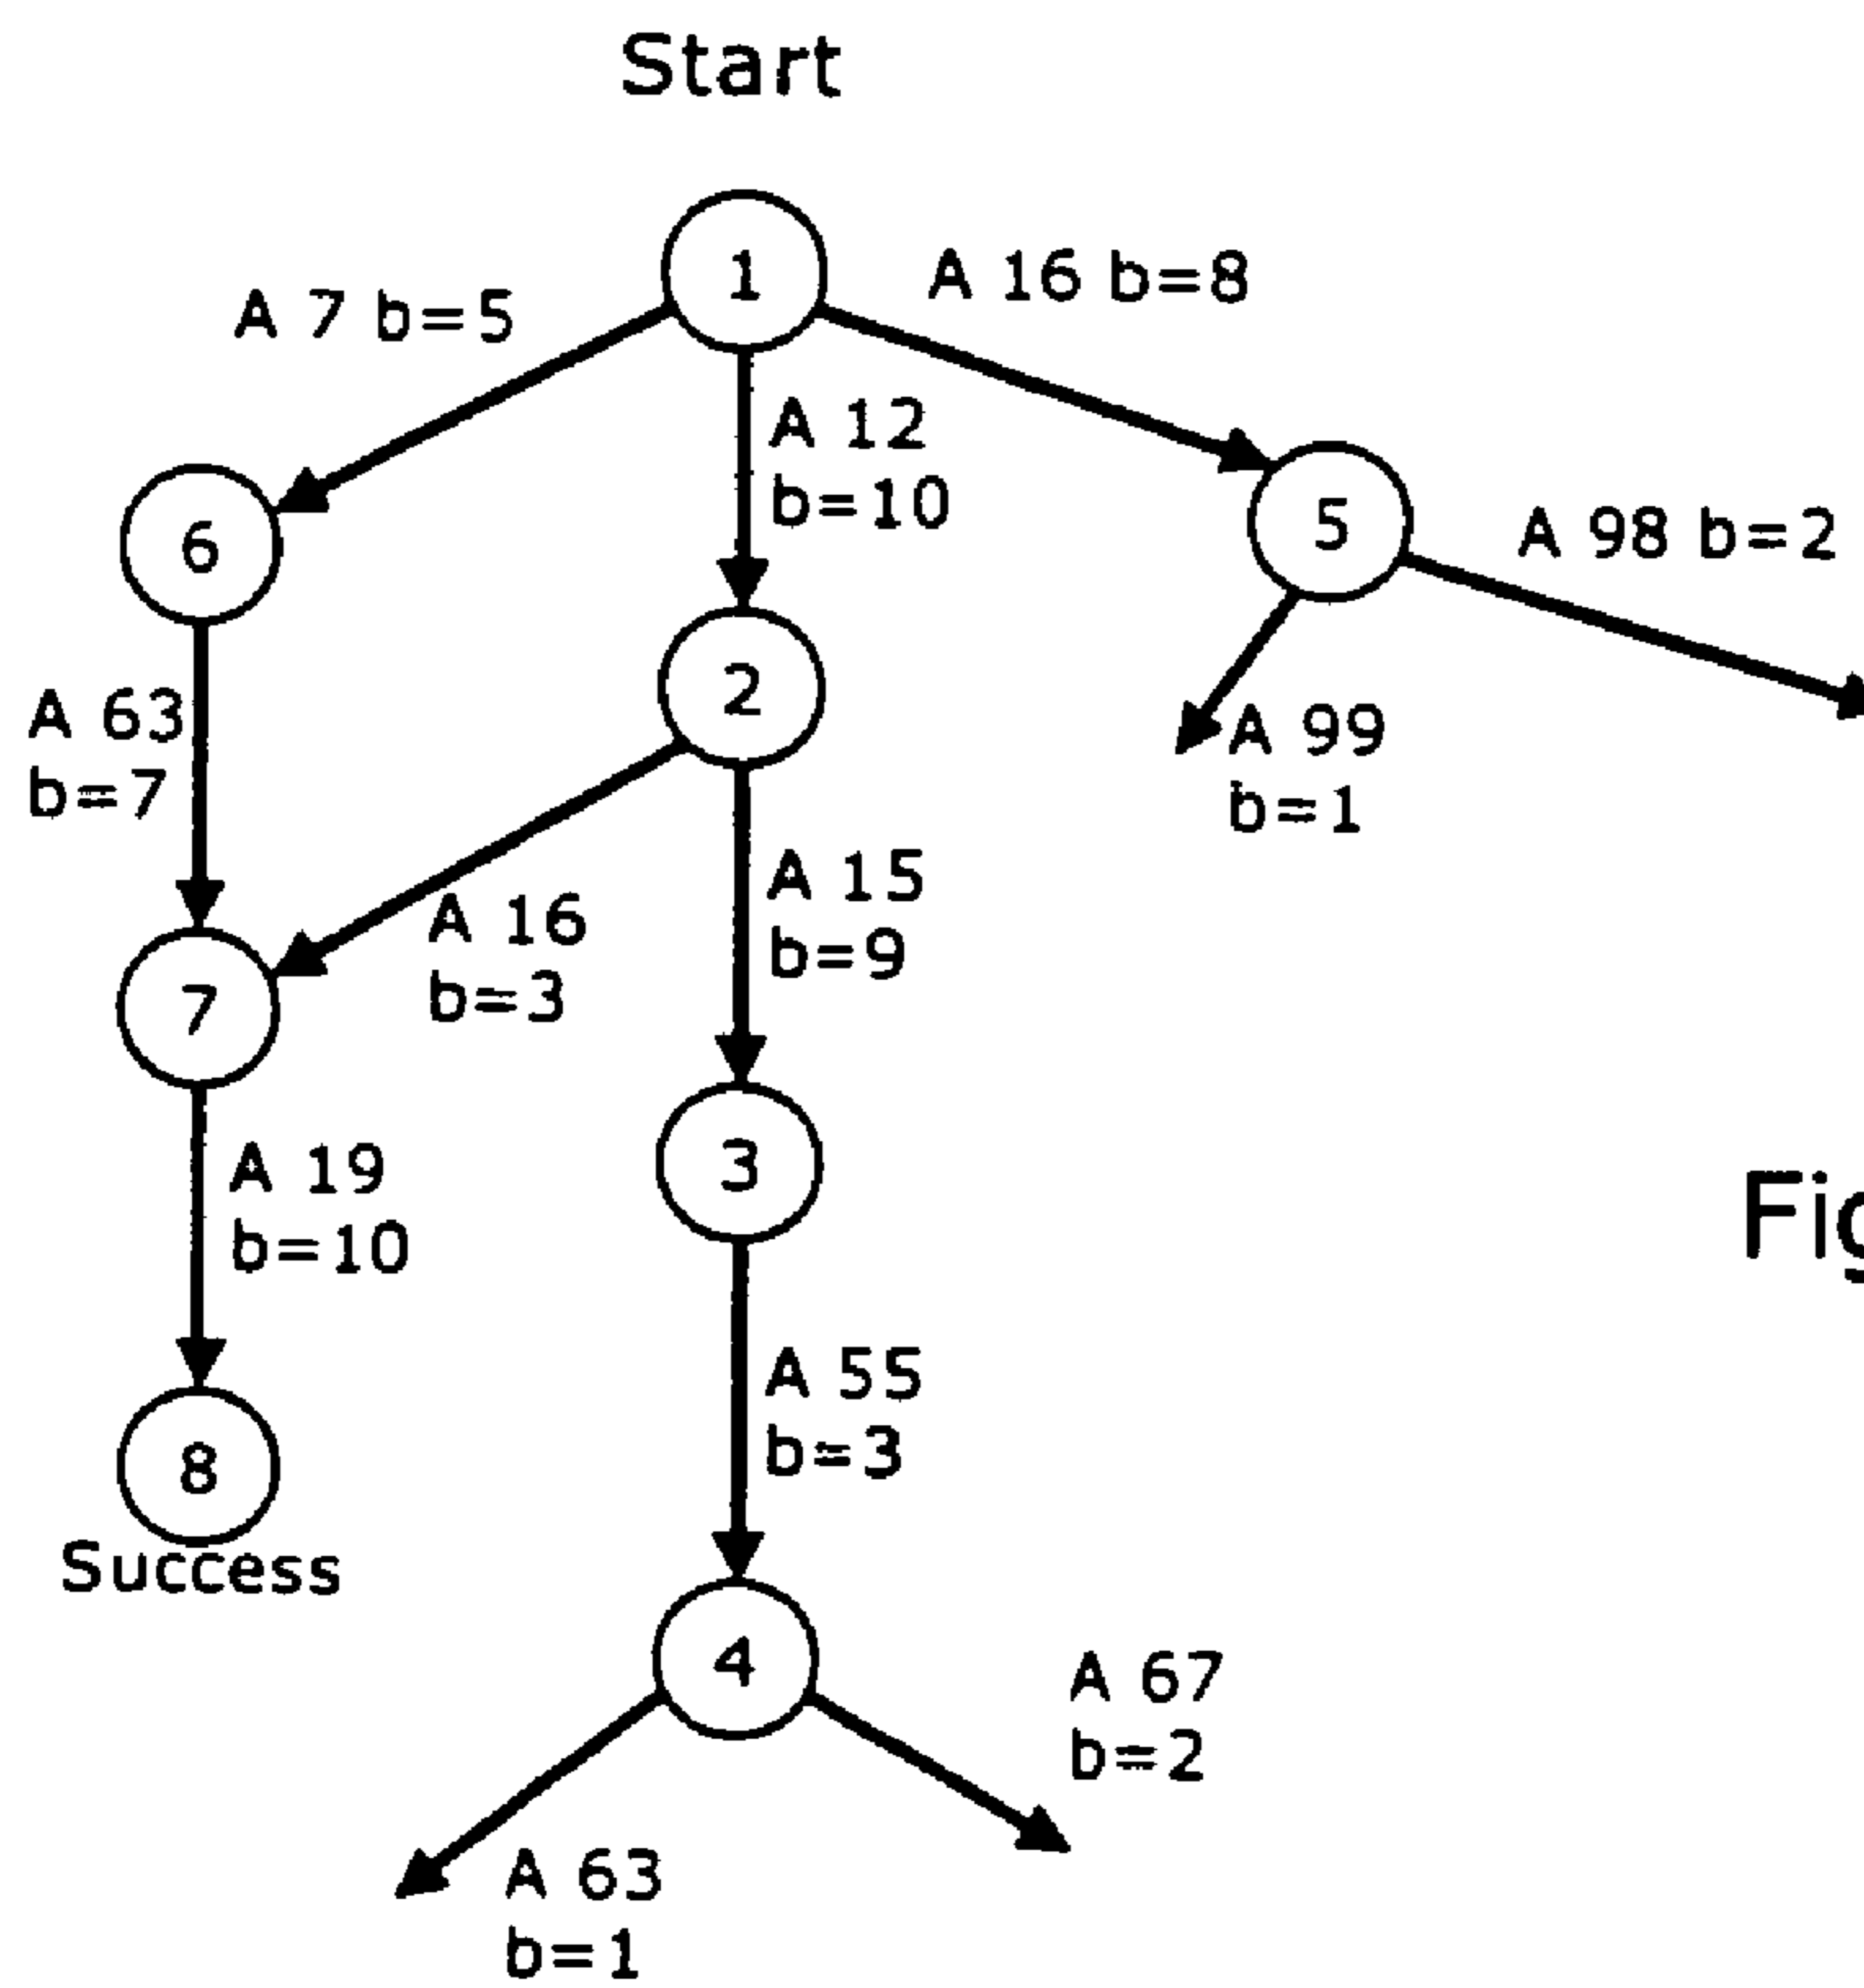 Start
1
A 16 b=8
A 7 b=5
A 12
b=10
6
5
A 98 b=2
2
A 63
b=7
A 99
b=1
A 15
b=9
A 16
b=3
7
3
A 19
b=10
Fig
A 55
b=3
8
Success
4
A 67
b=2
A 63
b=1